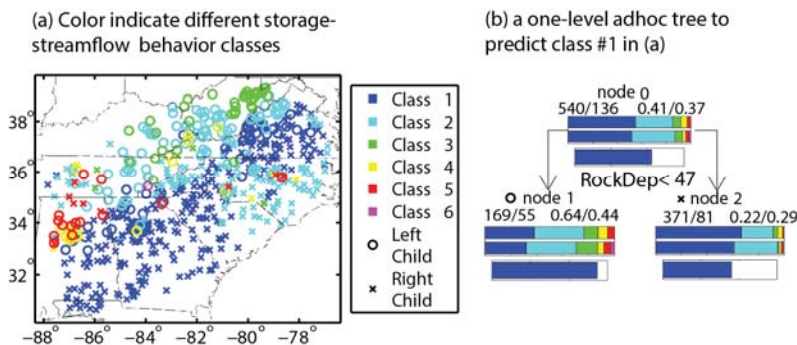 (a) Color indicate different storage-
streamflow behavior classes
(b) a one-level adhoc tree to
predict class #1 in (a)
38°
36°
34°
32°
−88° −86° −84° −82° −80° −78°
Class 1
Class 2
Class 3
Class 4
Class 5
Class 6
Left
Child
Right
Child
node 0
540/136 0.41/0.37
RockDep< 47
node 1
169/55 0.64/0.44
node 2
371/81 0.22/0.29